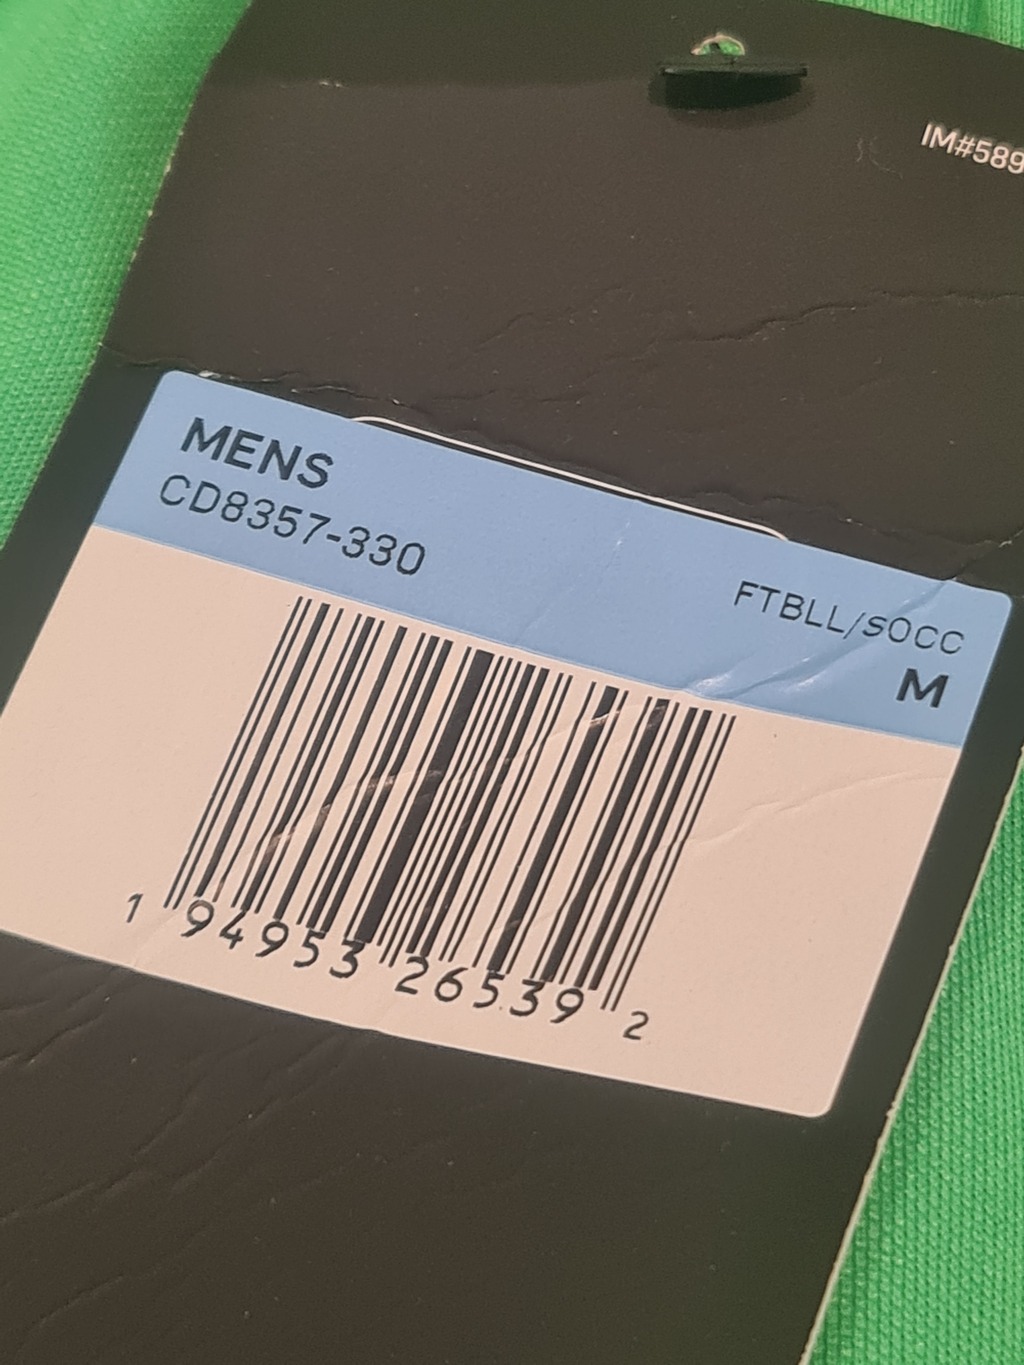 IM#589
MENS
CD8357-330
FTBLL/SOCC
M
1 94953 26539 2